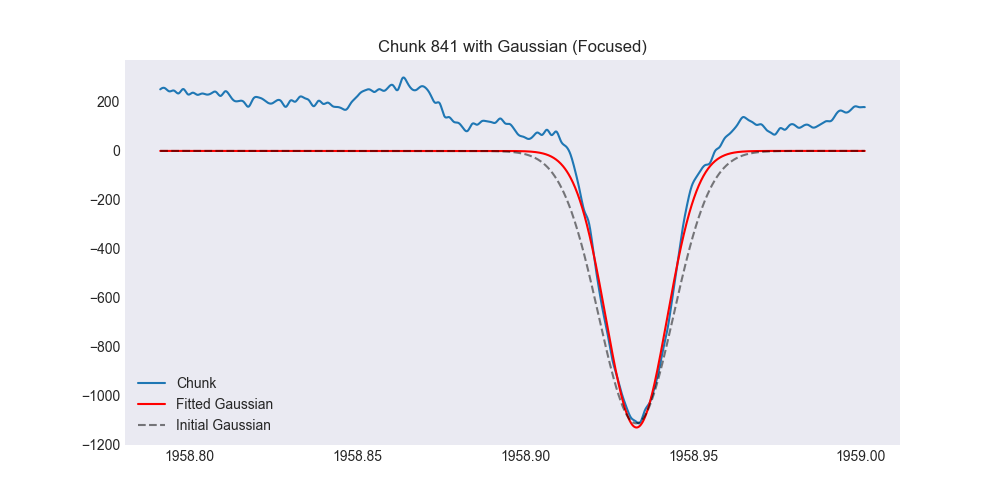 Chunk 841 with Gaussian (Focused)
200
0
−200
−400
−600
−800
−1000
−1200
Chunk
Fitted Gaussian
Initial Gaussian
1958.80 1958.85 1958.90 1958.95 1959.00